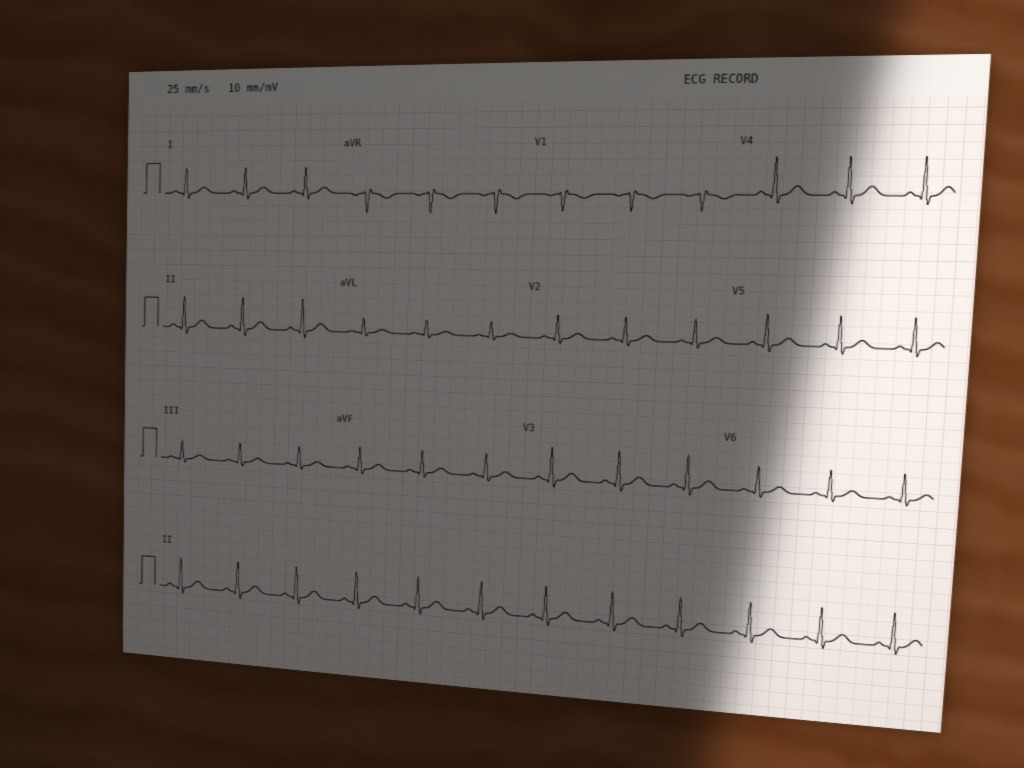 25 mm/s 10 mm/mV ECG RECORD
I aVR V1 V4
II aVL V2 V5
III aVF V3 V6
II